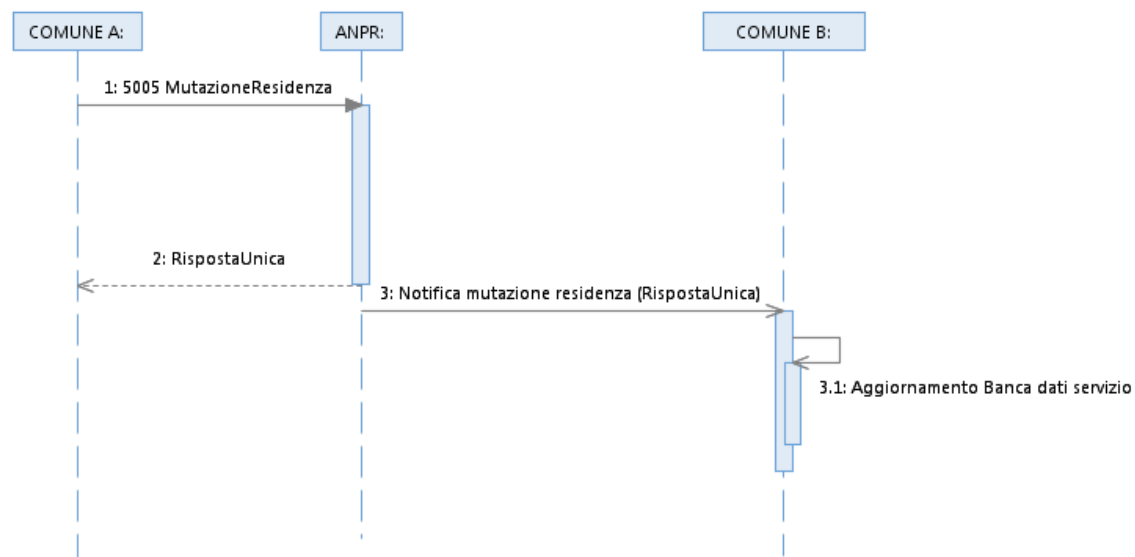 COMUNE A:
ANPR:
COMUNE B:
1: 5005 MutazioneResidenza
2: RispostaUnica
3: Notifica mutazione residenza (RispostaUnica)
3.1: Aggiornamento Banca dati servizio